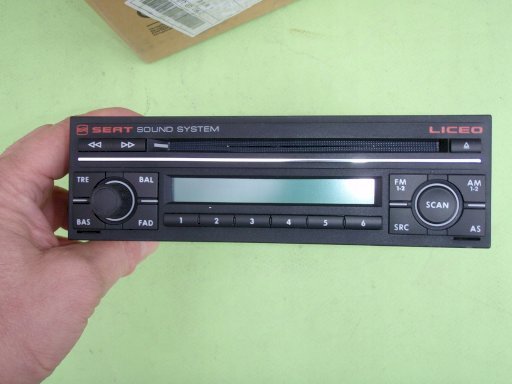 SEAT SOUND SYSTEM LICEO
TRE BAL
BAS FAD
1 2 3 4 5 6
FM 1-2 AM 1-2
SCAN
SRC AS